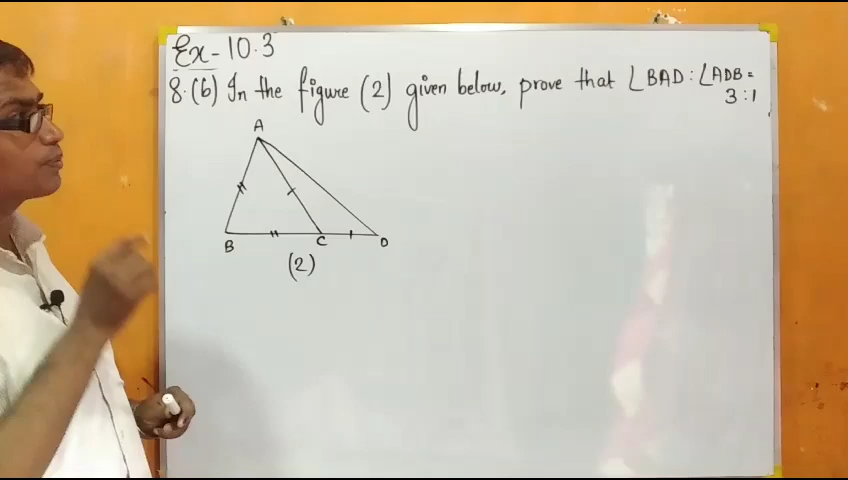 Ex-10.3
8.(b) In the figure (2) given below, prove that ∠BAD : ∠ADB =
3:1
A
B
C
D
(2)